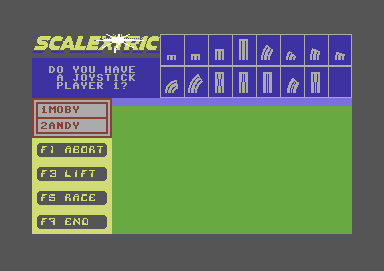 SCALEXTRIC
DO YOU HAVE
A JOYSTICK
PLAYER 1?
1MOBY
2ANDY
F1 ABORT
F3 LIFT
F5 RACE
F7 END